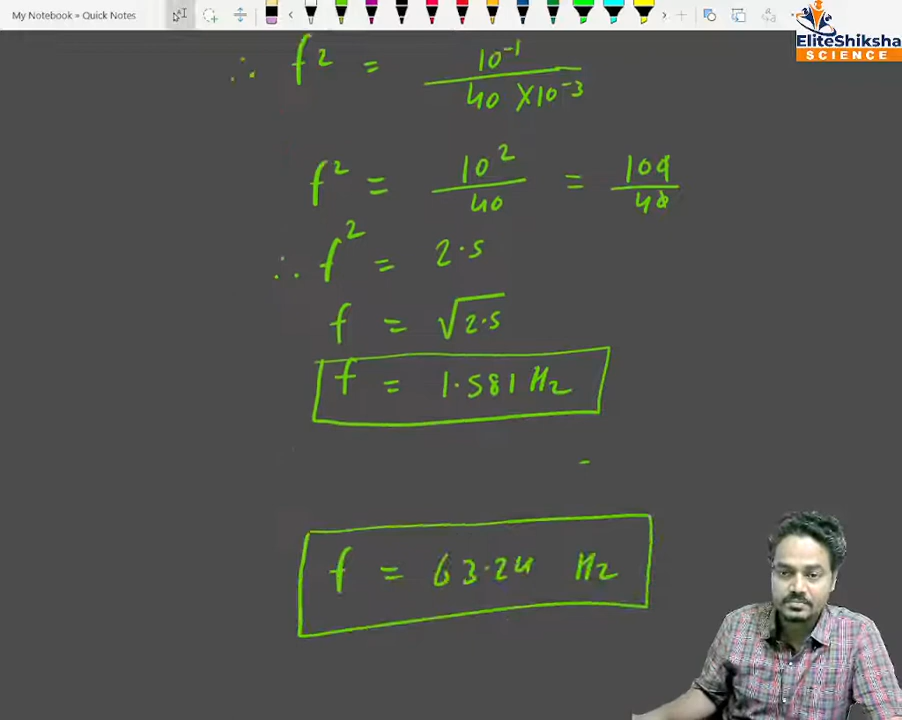 My Notebook » Quick Notes
EliteShiksha
SCIENCE
∴ f² = 10⁻¹ / 40 × 10⁻³
f² = 10² / 40 = 100 / 40
∴ f² = 2.5
f = √2.5
f = 1.581 Hz
f = 63.24 Hz